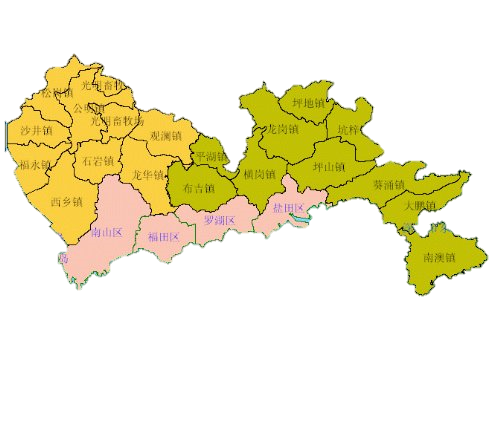 光明畜牧
松岗镇
公明镇
光明畜牧场
沙井镇
观澜镇
福永镇
石岩镇
龙华镇
西乡镇
平湖镇
布吉镇
坪地镇
龙岗镇
坑梓
坪山镇
横岗镇
葵涌镇
大鹏镇
南澳镇
南山区
福田区
罗湖区
盐田区